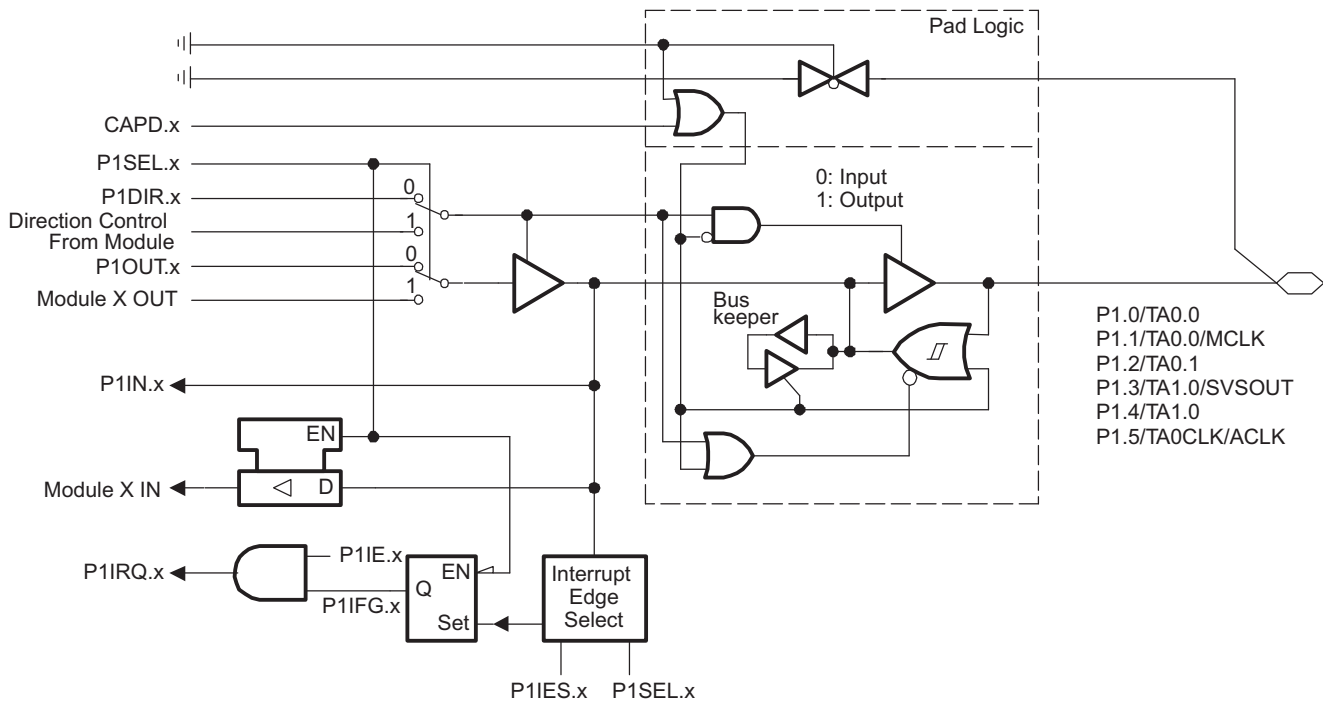 Pad Logic
CAPD.x
P1SEL.x
P1DIR.x
0
Direction Control
From Module
1
P1OUT.x
0
Module X OUT
1
0: Input
1: Output
Bus
keeper
P1.0/TA0.0
P1.1/TA0.0/MCLK
P1.2/TA0.1
P1.3/TA1.0/SVSOUT
P1.4/TA1.0
P1.5/TA0CLK/ACLK
P1IN.x
EN
Module X IN
D
P1IRQ.x
P1IE.x
P1IFG.x
EN
Q
Set
Interrupt
Edge
Select
P1IES.x
P1SEL.x